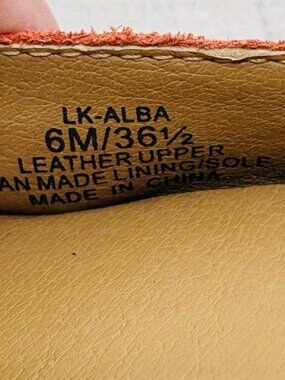 LK-ALBA
6M/36½
LEATHER UPPER
AN MADE LINING/SOLE
MADE IN CHINA